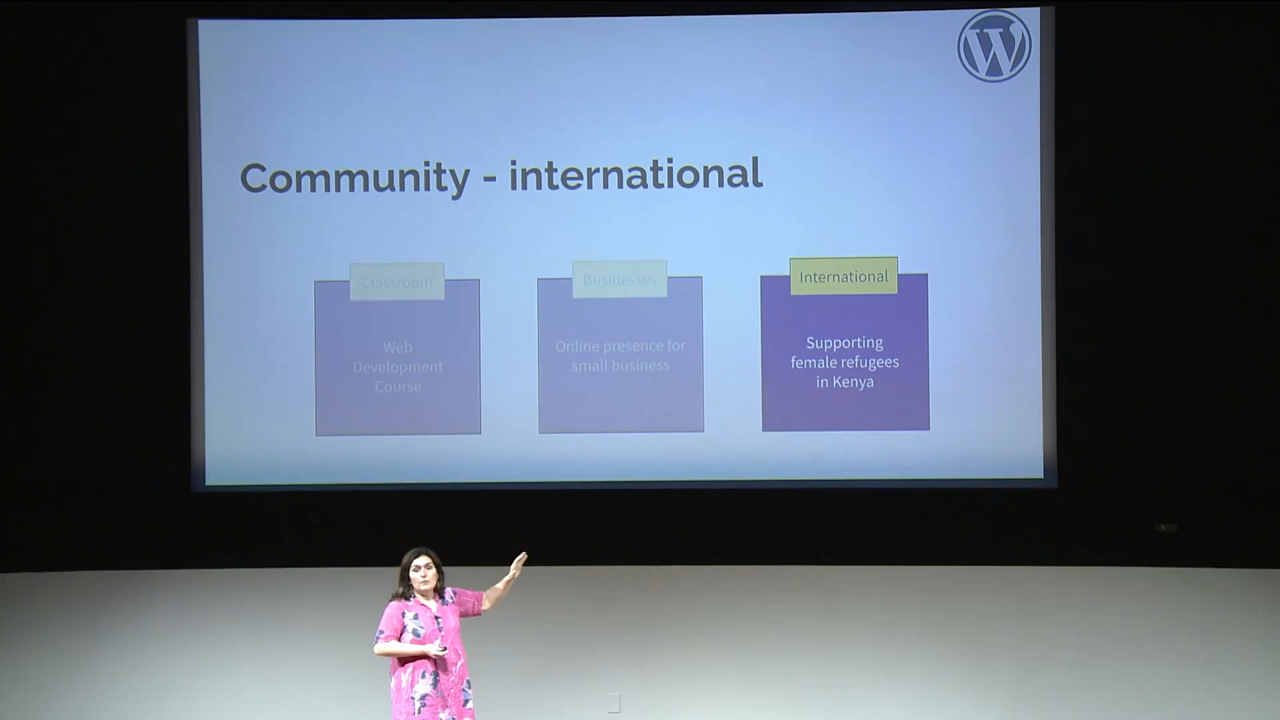 W
Community - international
Classroom
Web
Development
Course
Businesses
Online presence for
small business
International
Supporting
female refugees
in Kenya